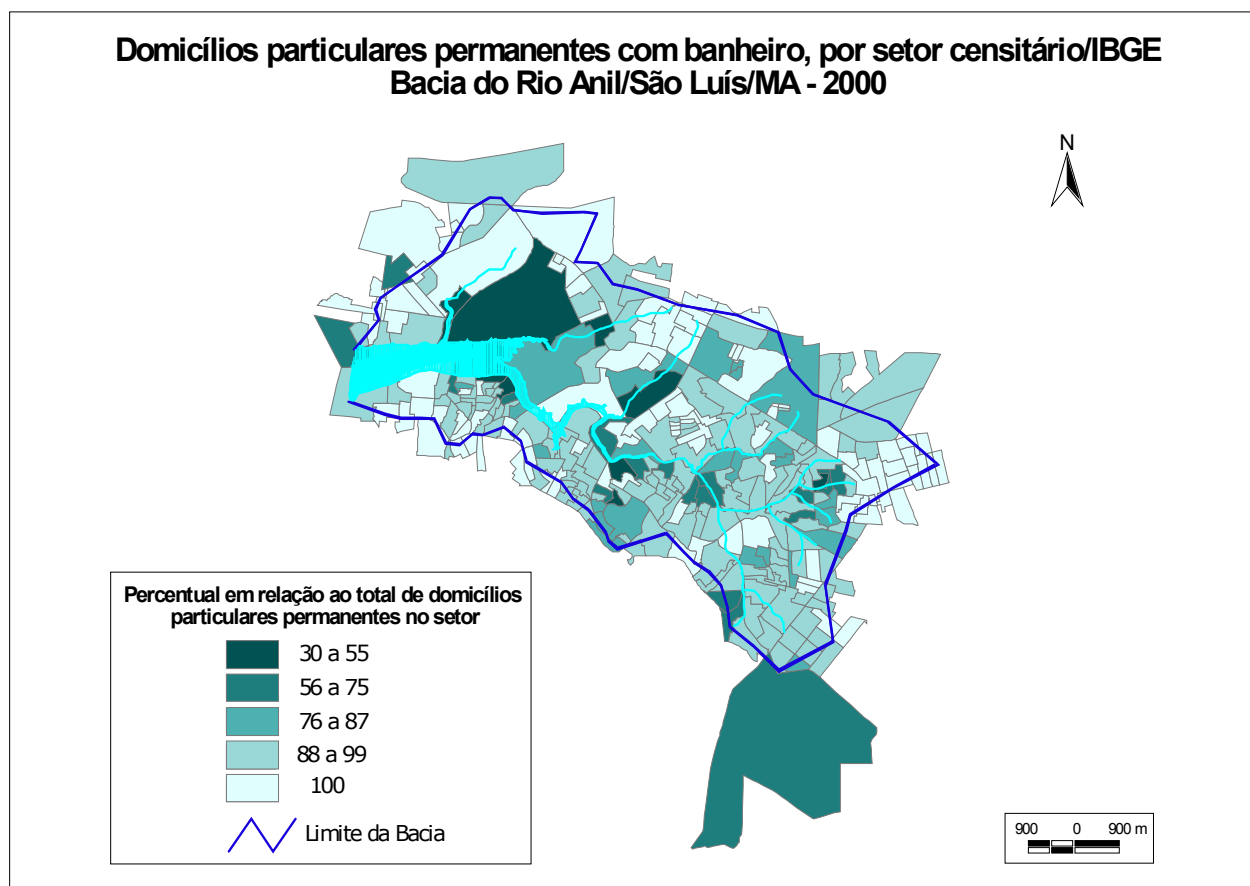 Domicílios particulares permanentes com banheiro, por setor censitário/IBGE
Bacia do Rio Anil/São Luís/MA - 2000
N
Percentual em relação ao total de domicílios
particulares permanentes no setor
30 a 55
56 a 75
76 a 87
88 a 99
100
Limite da Bacia
900 0 900 m